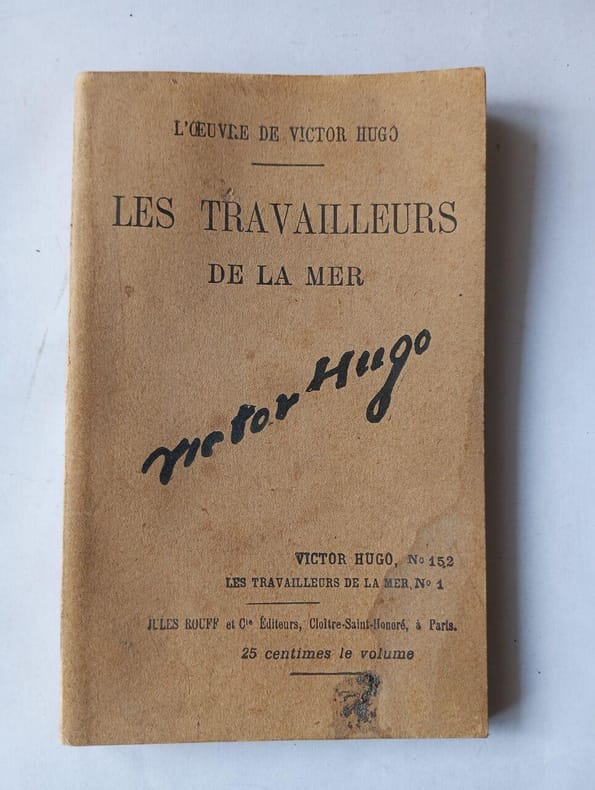 L'ŒUVRE DE VICTOR HUGO
LES TRAVAILLEURS
DE LA MER
Victor Hugo
VICTOR HUGO, No 152
LES TRAVAILLEURS DE LA MER, No 1
JULES ROUFF et Cie Éditeurs, Cloître-Saint-Honoré, à Paris.
25 centimes le volume